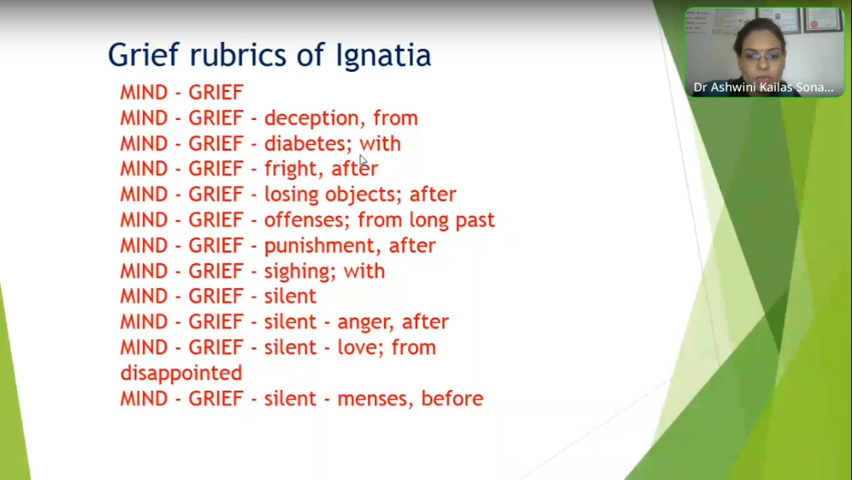 Grief rubrics of Ignatia
MIND - GRIEF
MIND - GRIEF - deception, from
MIND - GRIEF - diabetes; with
MIND - GRIEF - fright, after
MIND - GRIEF - losing objects; after
MIND - GRIEF - offenses; from long past
MIND - GRIEF - punishment, after
MIND - GRIEF - sighing; with
MIND - GRIEF - silent
MIND - GRIEF - silent - anger, after
MIND - GRIEF - silent - love; from
disappointed
MIND - GRIEF - silent - menses, before
Dr Ashwini Kailas Sona...